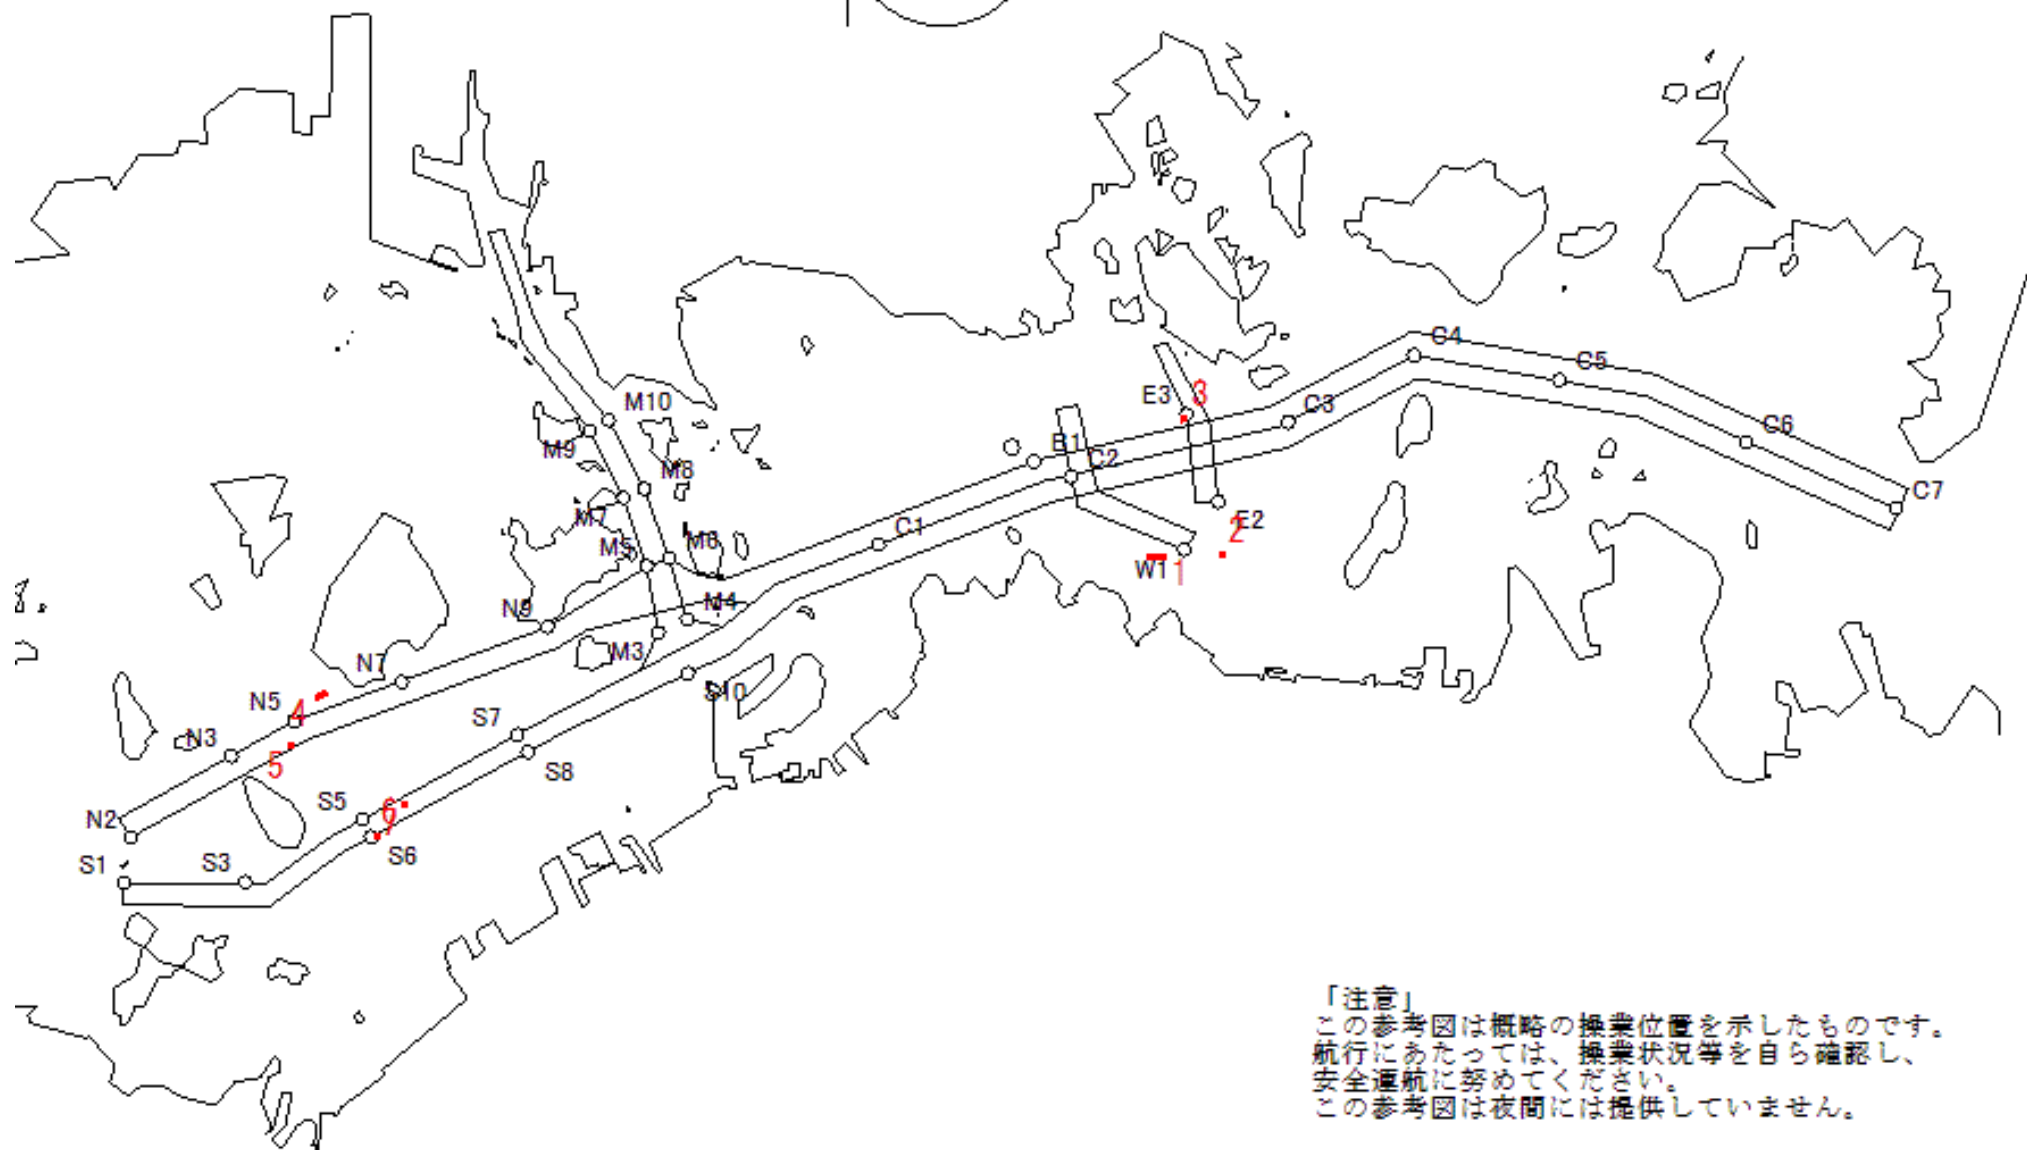 C4
C5
E3
3
M10
C3
C6
M9
B1
C2
M8
C7
M7
E2
2
C1
M5
M6
W1
1
N9
M4
M3
N7
N5
4
S10
S7
N3
5
S8
S5
6
N2
7
S6
S1
S3
「注意」
この参考図は概略の操業位置を示したものです。
航行にあたっては、操業状況等を自ら確認し、
安全運航に努めてください。
この参考図は夜間には提供していません。